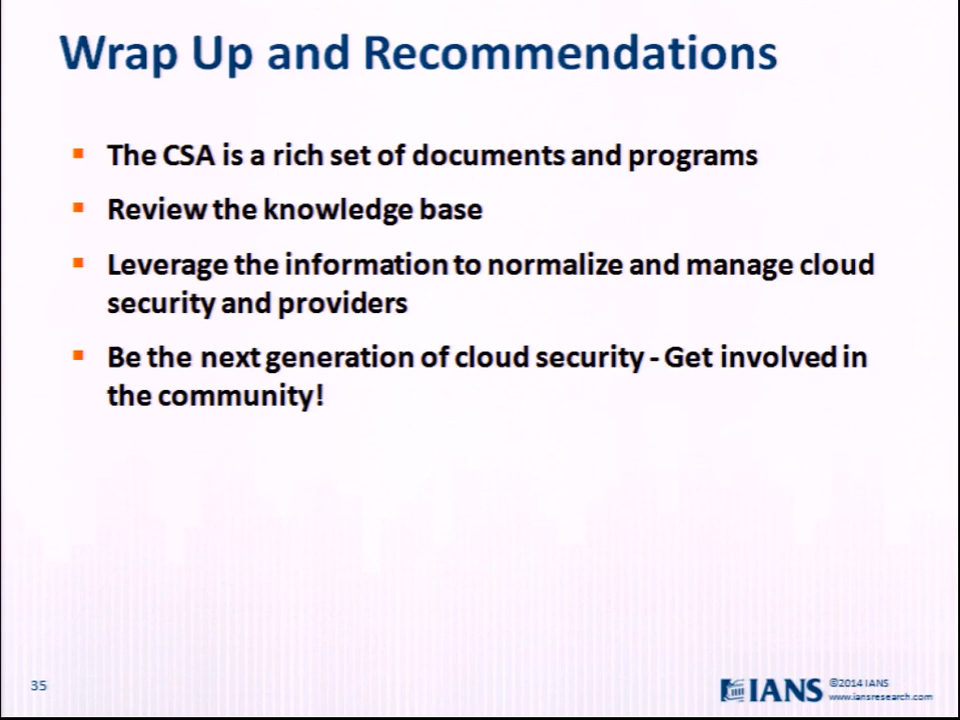 Wrap Up and Recommendations
The CSA is a rich set of documents and programs
Review the knowledge base
Leverage the information to normalize and manage cloud
security and providers
Be the next generation of cloud security - Get involved in
the community!
35
IANS
©2014 IANS
www.iansresearch.com